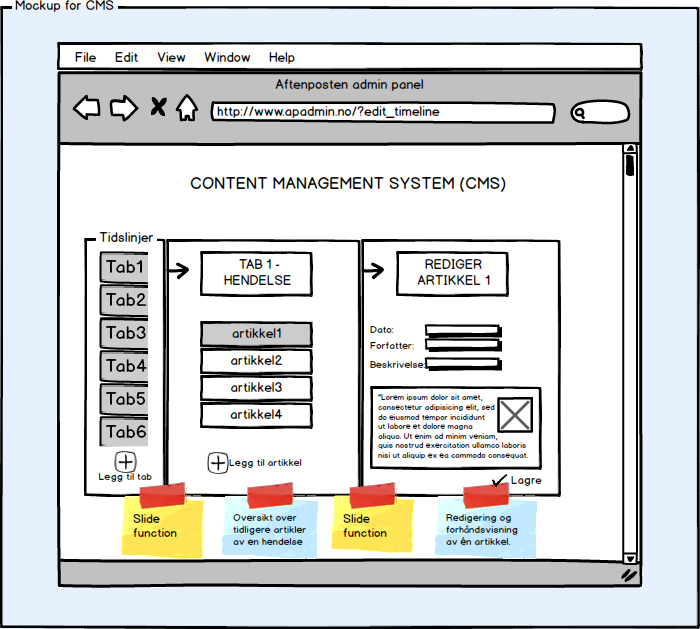 Mockup for CMS
File Edit View Window Help
Aftenposten admin panel
http://www.apadmin.no/?edit_timeline
CONTENT MANAGEMENT SYSTEM (CMS)
Tidslinjer
Tab1
Tab2
Tab3
Tab4
Tab5
Tab6
Legg til tab
TAB 1 -
HENDELSE
artikkel1
artikkel2
artikkel3
artikkel4
Legg til artikkel
REDIGER
ARTIKKEL 1
Dato:
Forfatter:
Beskrivelse:
"Lorem ipsum dolor sit amet,
consectetur adipisicing elit, sed
do eiusmod tempor incididunt
ut labore et dolore magna
aliqua. Ut enim ad minim veniam,
quis nostrud exercitation ullamco laboris
nisi ut aliquip ex ea commodo consequat.
Lagre
Slide
function
Oversikt over
tidligere artikler
av en hendelse
Slide
function
Redigering og
forhåndsvisning
av én artikkel.